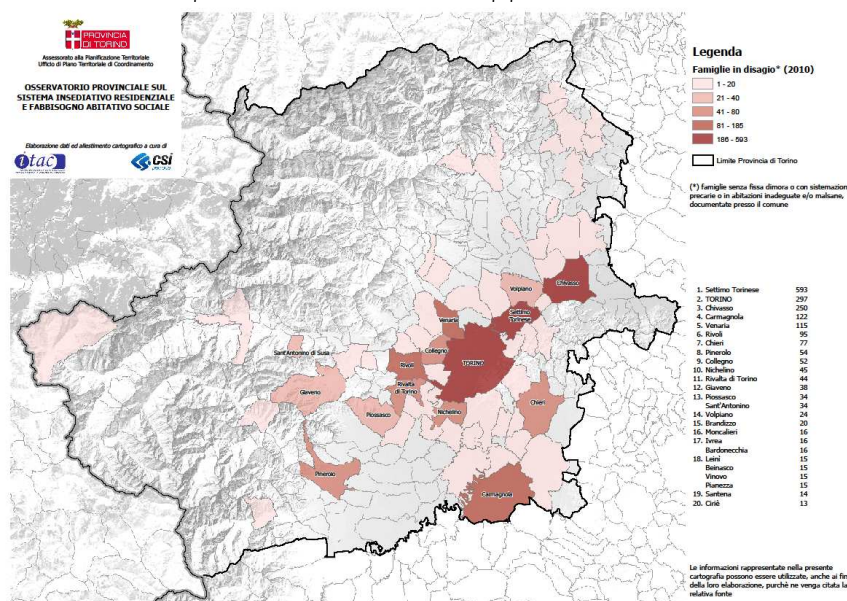 PROVINCIA
DI TORINO
Assessorato alla Pianificazione Territoriale
Ufficio di Piano Territoriale di Coordinamento
OSSERVATORIO PROVINCIALE SUL
SISTEMA INSEDIATIVO RESIDENZIALE
E FABBISOGNO ABITATIVO SOCIALE
Elaborazione dati ed allestimento cartografico a cura di
itac
CSI
Legenda
Famiglie in disagio* (2010)
1 - 20
21 - 40
41 - 80
81 - 185
186 - 593
Limite Provincia di Torino
(*) famiglie senza fissa dimora o con sistemazion
precarie o in abitazioni inadeguate e/o malsane,
documentate presso il comune
Volpiano
Chivasso
Settimo
Torinese
Venaria
Collegno
TORINO
Sant'Antonino di Susa
Rivoli
Rivalta
di Torino
Giaveno
Piossasco
Nichelino
Chieri
Pinerolo
Carmagnola
1. Settimo Torinese 593
2. TORINO 297
3. Chivasso 250
4. Carmagnola 122
5. Venaria 115
6. Rivoli 95
7. Chieri 77
8. Pinerolo 54
9. Collegno 52
10. Nichelino 45
11. Rivalta di Torino 44
12. Giaveno 38
13. Piossasco 34
Sant'Antonino 34
14. Volpiano 24
15. Brandizzo 20
16. Moncalieri 16
17. Ivrea 16
Bardonecchia 16
18. Leinì 15
Beinasco 15
Vinovo 15
Pianezza 15
19. Santena 14
20. Ciriè 13
Le informazioni rappresentate nella presente
cartografia possono essere utilizzate, anche ai fin
della loro elaborazione, purchè ne venga citata la
relativa fonte